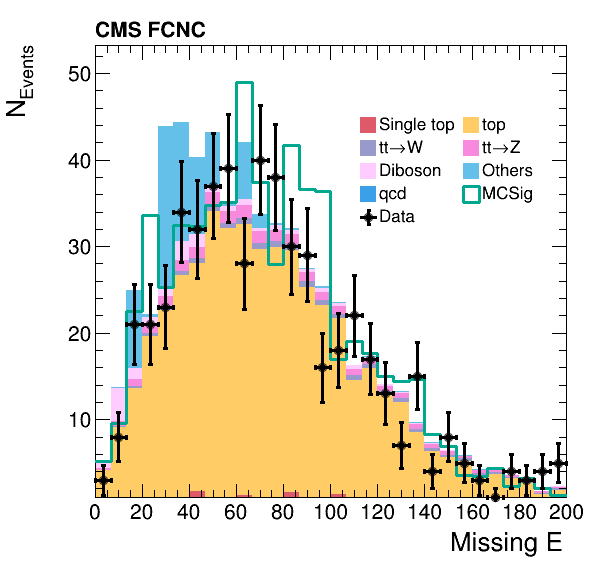 CMS FCNC
N_Events
50
40
30
20
10
Single top top
tt→W tt→Z
Diboson Others
qcd MCSig
Data
0 20 40 60 80 100 120 140 160 180 200
Missing E